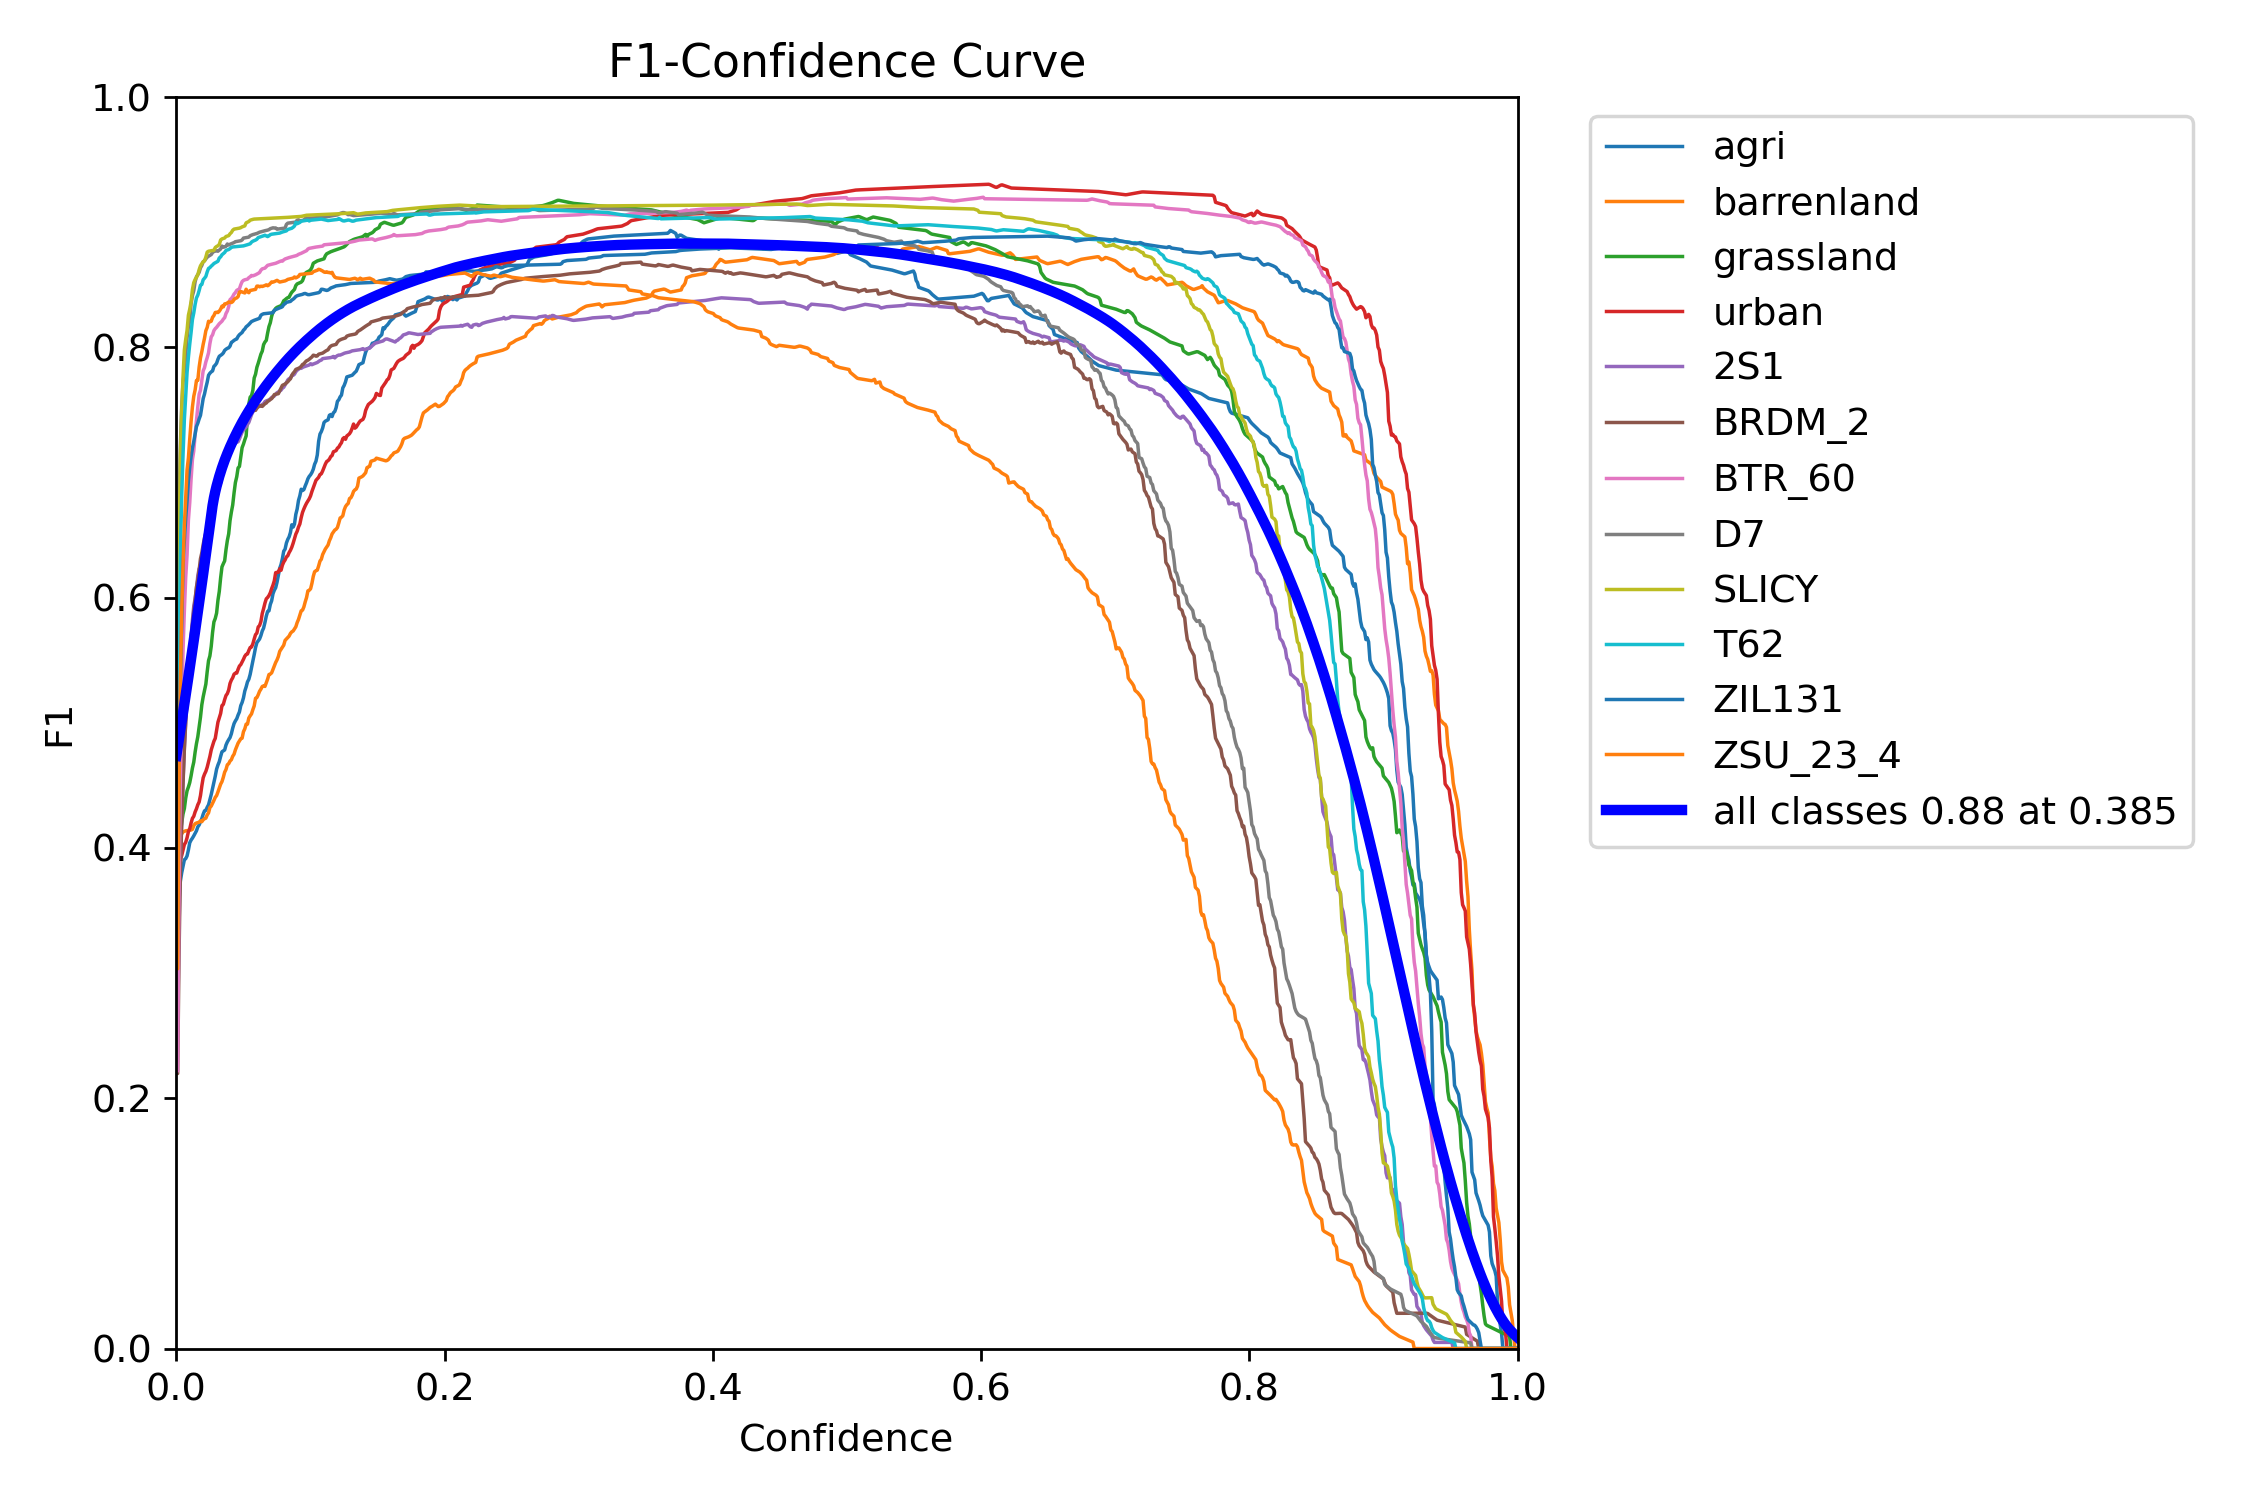 F1-Confidence Curve
1.0
0.8
0.6
0.4
0.2
0.0
F1
0.0 0.2 0.4 0.6 0.8 1.0
Confidence
agri
barrenland
grassland
urban
2S1
BRDM_2
BTR_60
D7
SLICY
T62
ZIL131
ZSU_23_4
all classes 0.88 at 0.385